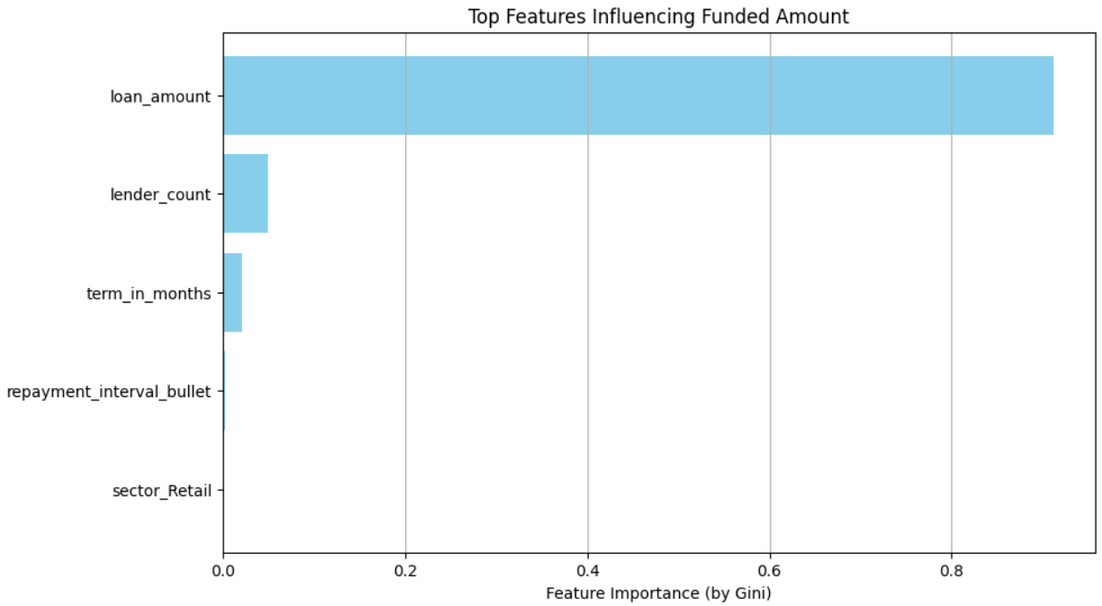 Top Features Influencing Funded Amount
loan_amount
lender_count
term_in_months
repayment_interval_bullet
sector_Retail
0.0 0.2 0.4 0.6 0.8
Feature Importance (by Gini)